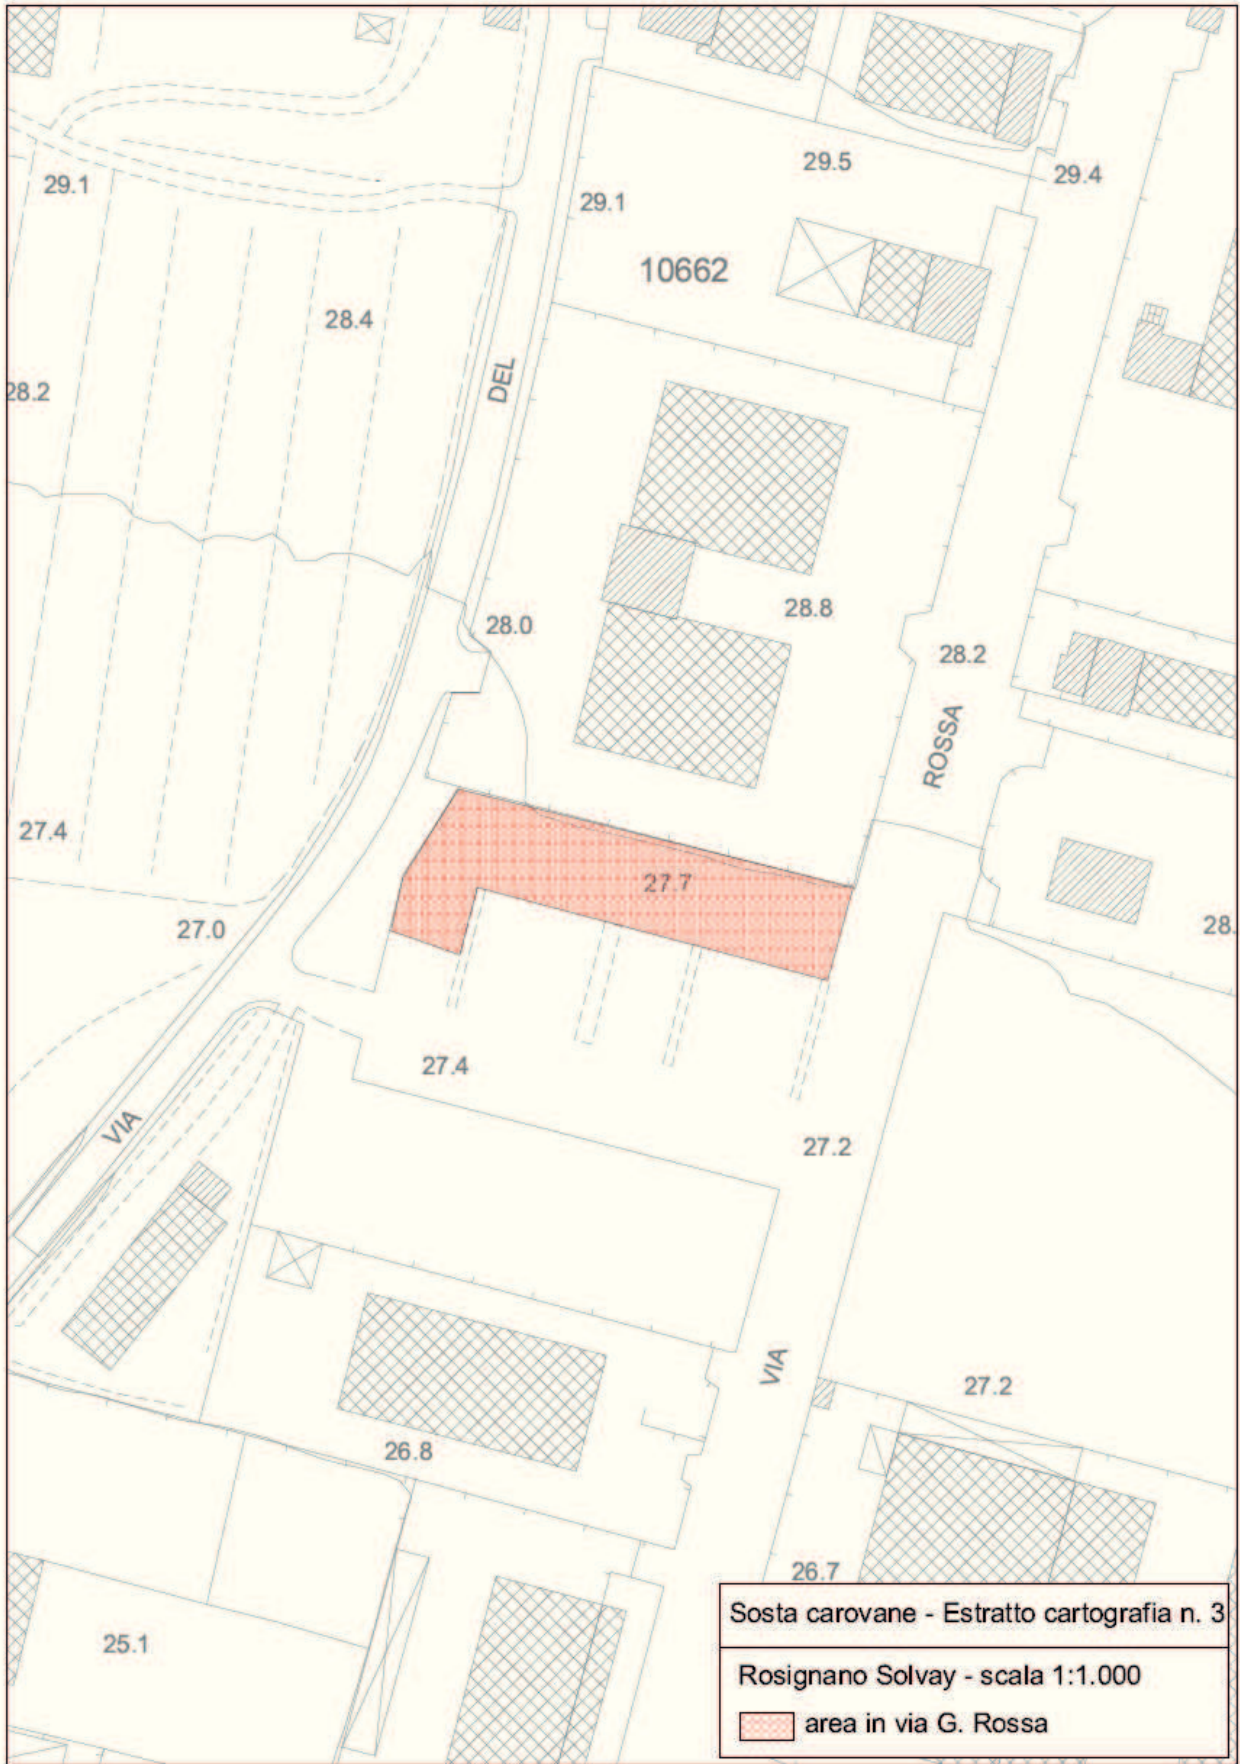 29.5
29.4
29.1
29.1
10662
28.4
28.2
DEL
28.8
28.0
28.2
ROSSA
27.4
27.7
27.0
28.
27.4
VIA
27.2
VIA
27.2
26.8
26.7
25.1
Sosta carovane - Estratto cartografia n. 3
Rosignano Solvay - scala 1:1.000
area in via G. Rossa